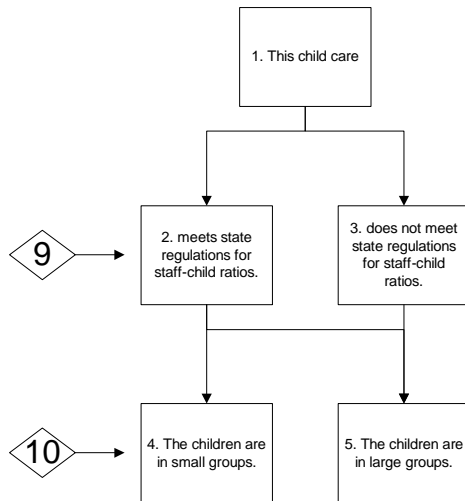 1. This child care
9
2. meets state
regulations for
staff-child ratios.
3. does not meet
state regulations
for staff-child
ratios.
10
4. The children are
in small groups.
5. The children are
in large groups.